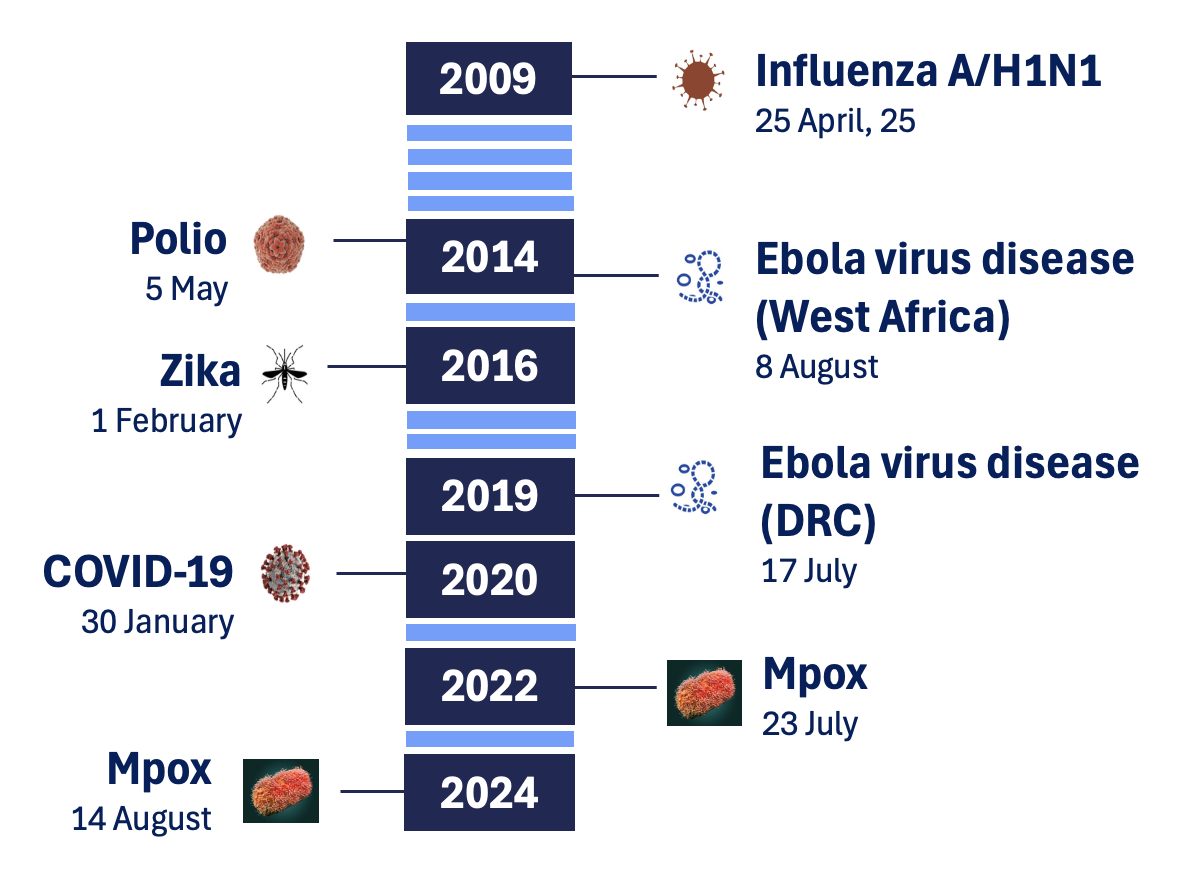 2009
Influenza A/H1N1
25 April, 25
Polio
5 May
2014
Ebola virus disease
(West Africa)
8 August
Zika
1 February
2016
Ebola virus disease
(DRC)
17 July
2019
COVID-19
30 January
2020
2022
Mpox
23 July
Mpox
14 August
2024